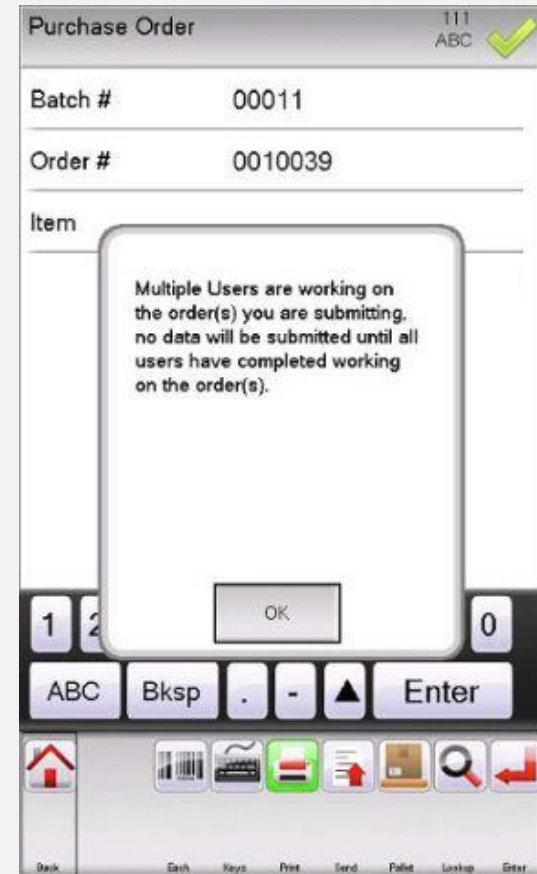 Purchase Order
111
ABC
Batch # 00011
Order # 0010039
Item
Multiple Users are working on
the order(s) you are submitting,
no data will be submitted until all
users have completed working
on the order(s).
OK
1 2 0
ABC Bksp . - ▲ Enter
Back Each Keys Print Send Pallet Lookup Enter